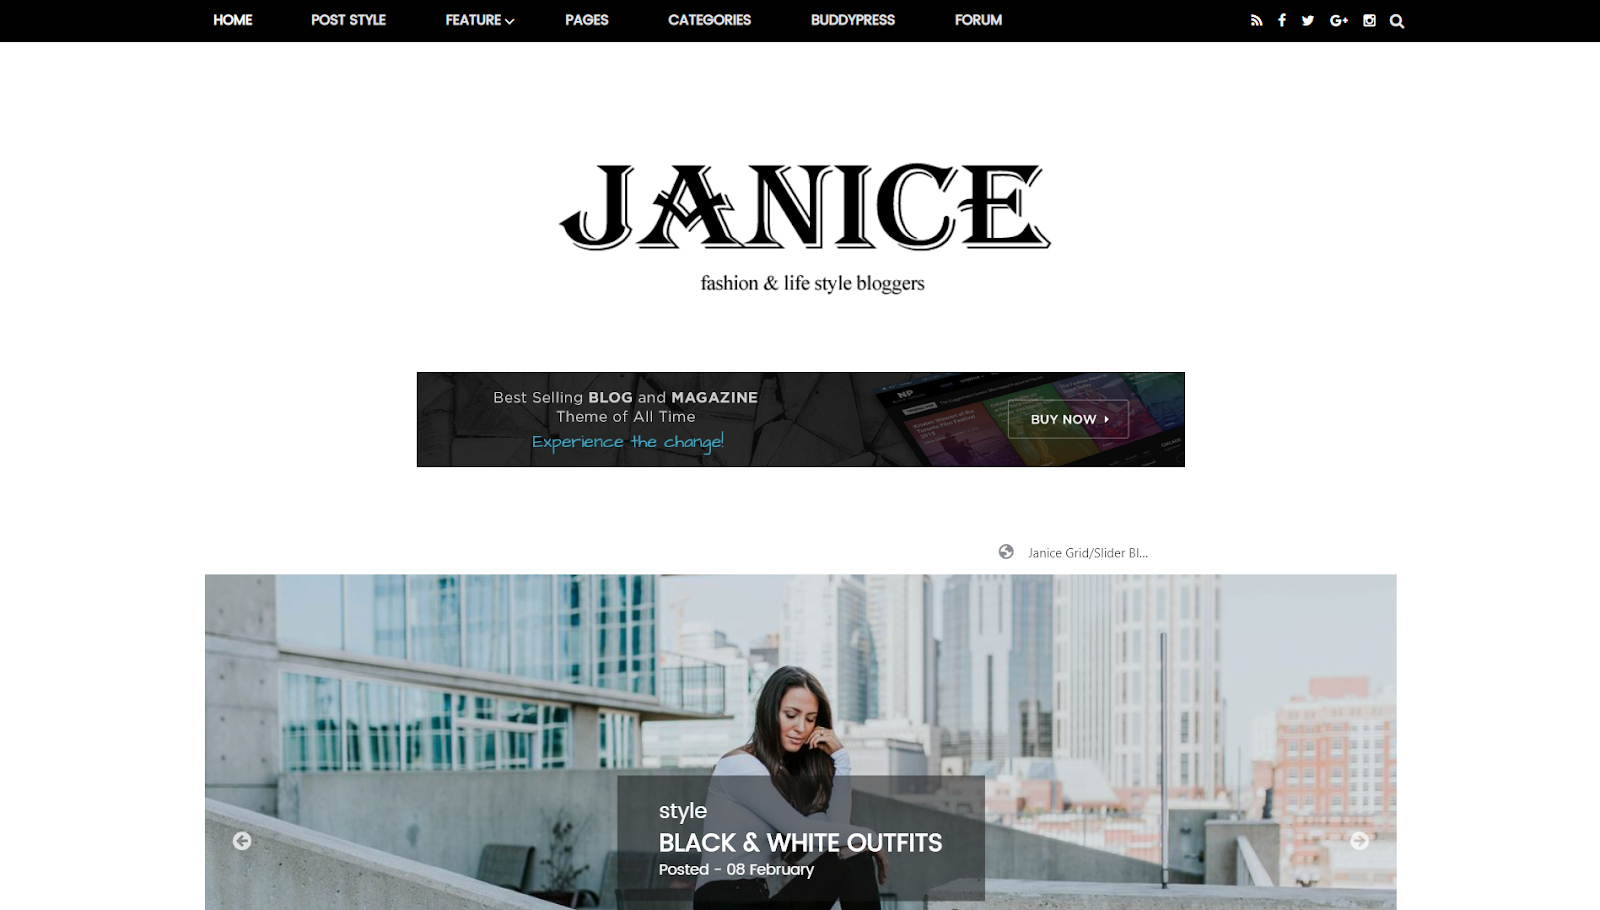 HOME POST STYLE FEATURE PAGES CATEGORIES BUDDYPRESS FORUM
JANICE
fashion & life style bloggers
Best Selling BLOG and MAGAZINE
Theme of All Time
Experience the change!
NP
BUY NOW
Janice Grid/Slider Bl...
style
BLACK & WHITE OUTFITS
Posted - 08 February